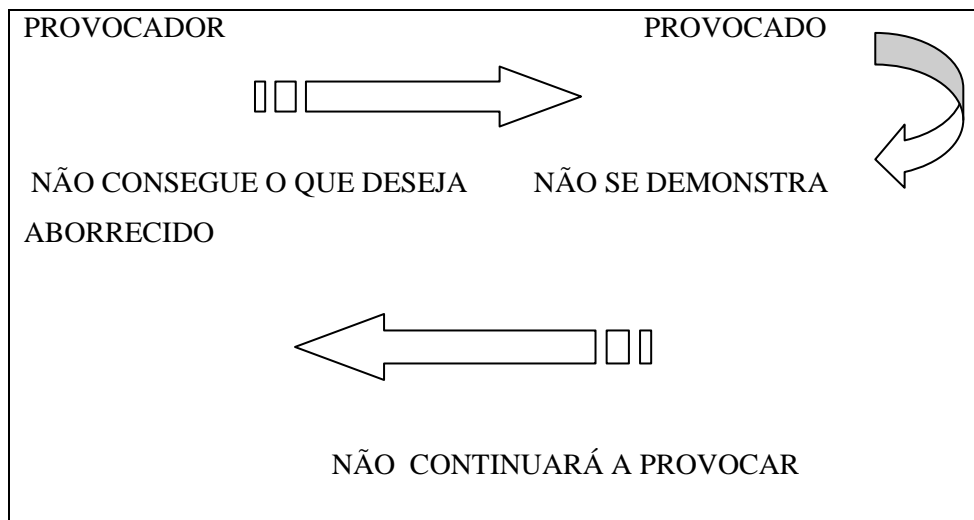 PROVOCADOR PROVOCADO
NÃO CONSEGUE O QUE DESEJA NÃO SE DEMONSTRA
ABORRECIDO
NÃO CONTINUARÁ A PROVOCAR